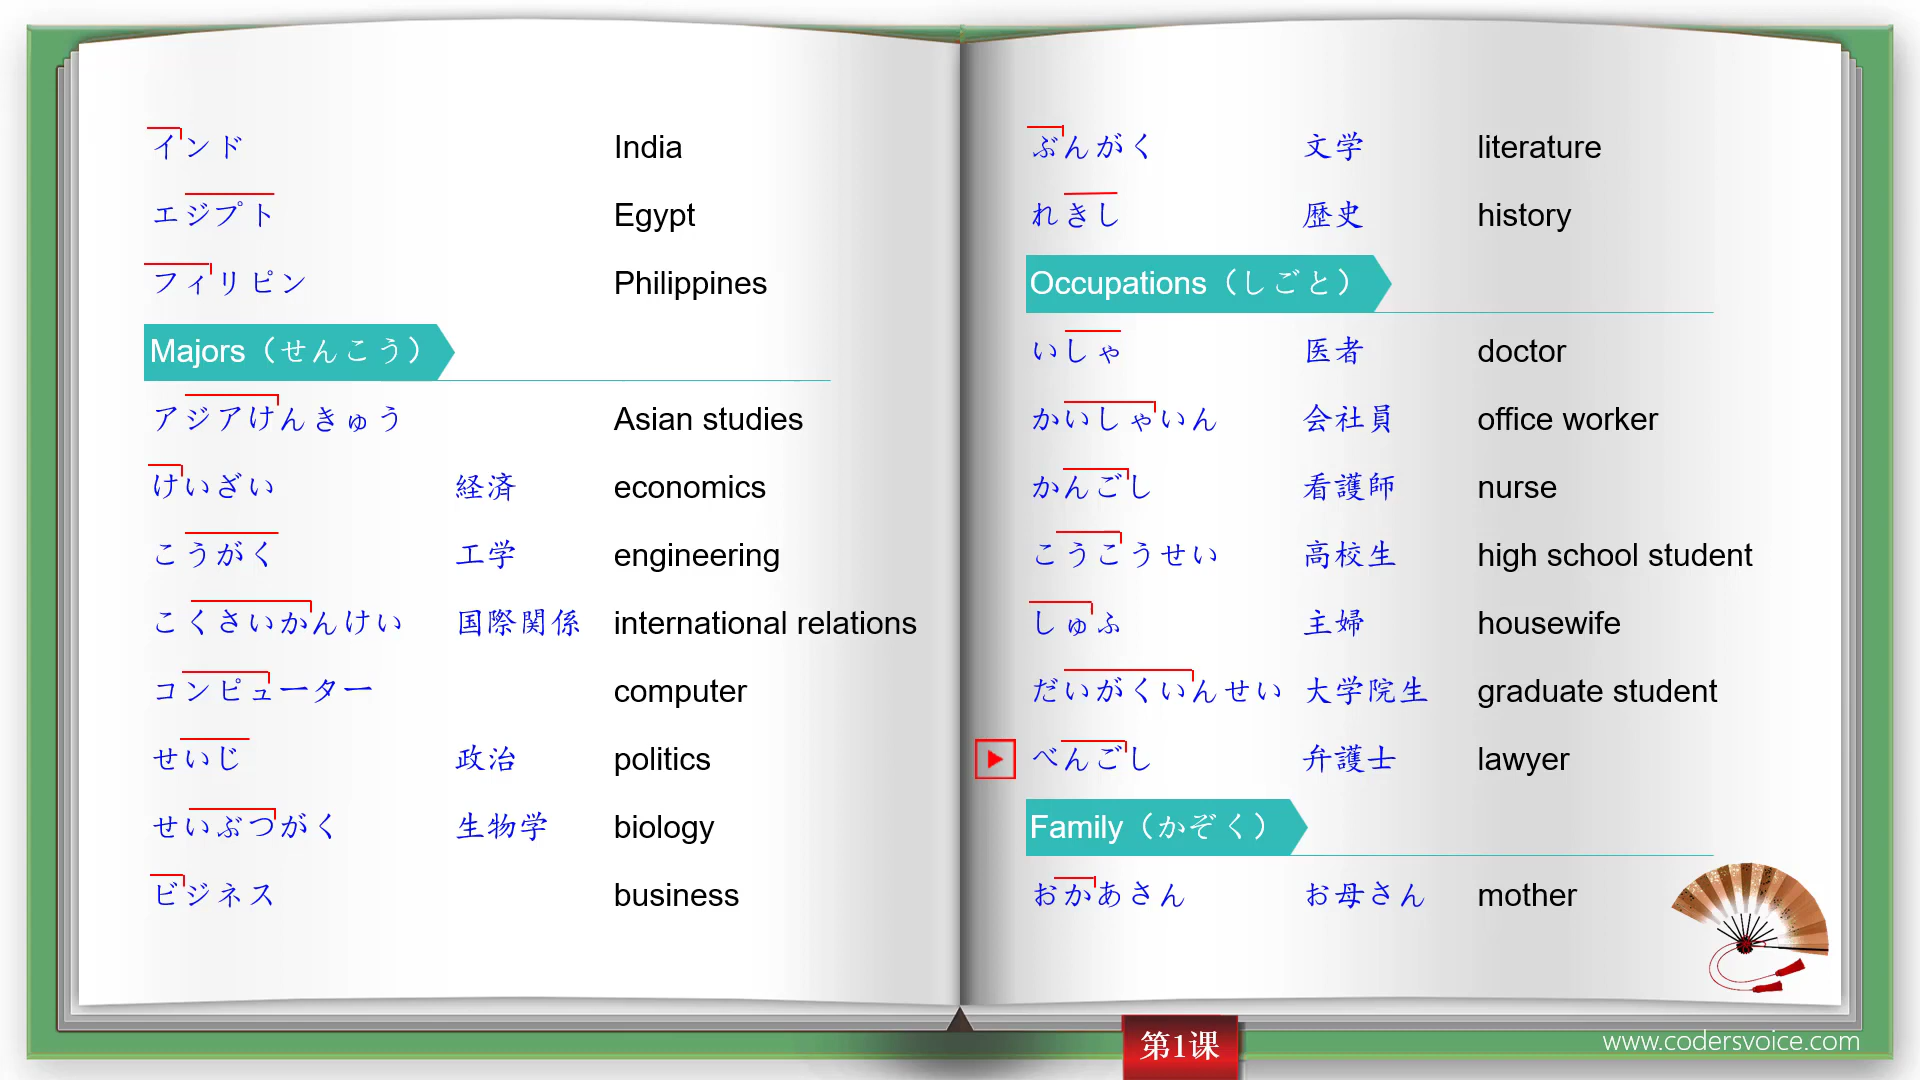 インド India
エジプト Egypt
フィリピン Philippines
Majors（せんこう）
アジアけんきゅう Asian studies
けいざい 経済 economics
こうがく 工学 engineering
こくさいかんけい 国際関係 international relations
コンピューター computer
せいじ 政治 politics
せいぶつがく 生物学 biology
ビジネス business
ぶんがく 文学 literature
れきし 歴史 history
Occupations（しごと）
いしゃ 医者 doctor
かいしゃいん 会社員 office worker
かんごし 看護師 nurse
こうこうせい 高校生 high school student
しゅふ 主婦 housewife
だいがくいんせい 大学院生 graduate student
べんごし 弁護士 lawyer
Family（かぞく）
おかあさん お母さん mother
第1课
www.codersvoice.com